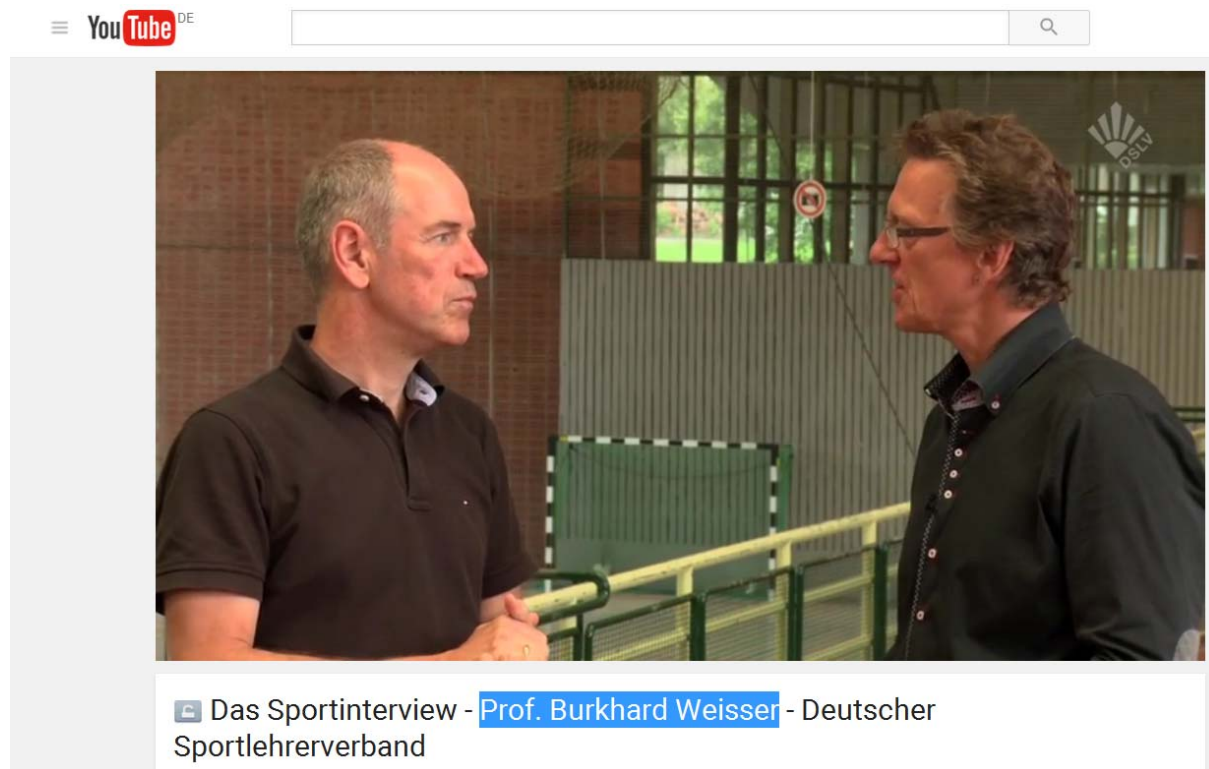 YouTube DE
DSLV
Das Sportinterview - Prof. Burkhard Weisser - Deutscher
Sportlehrerverband